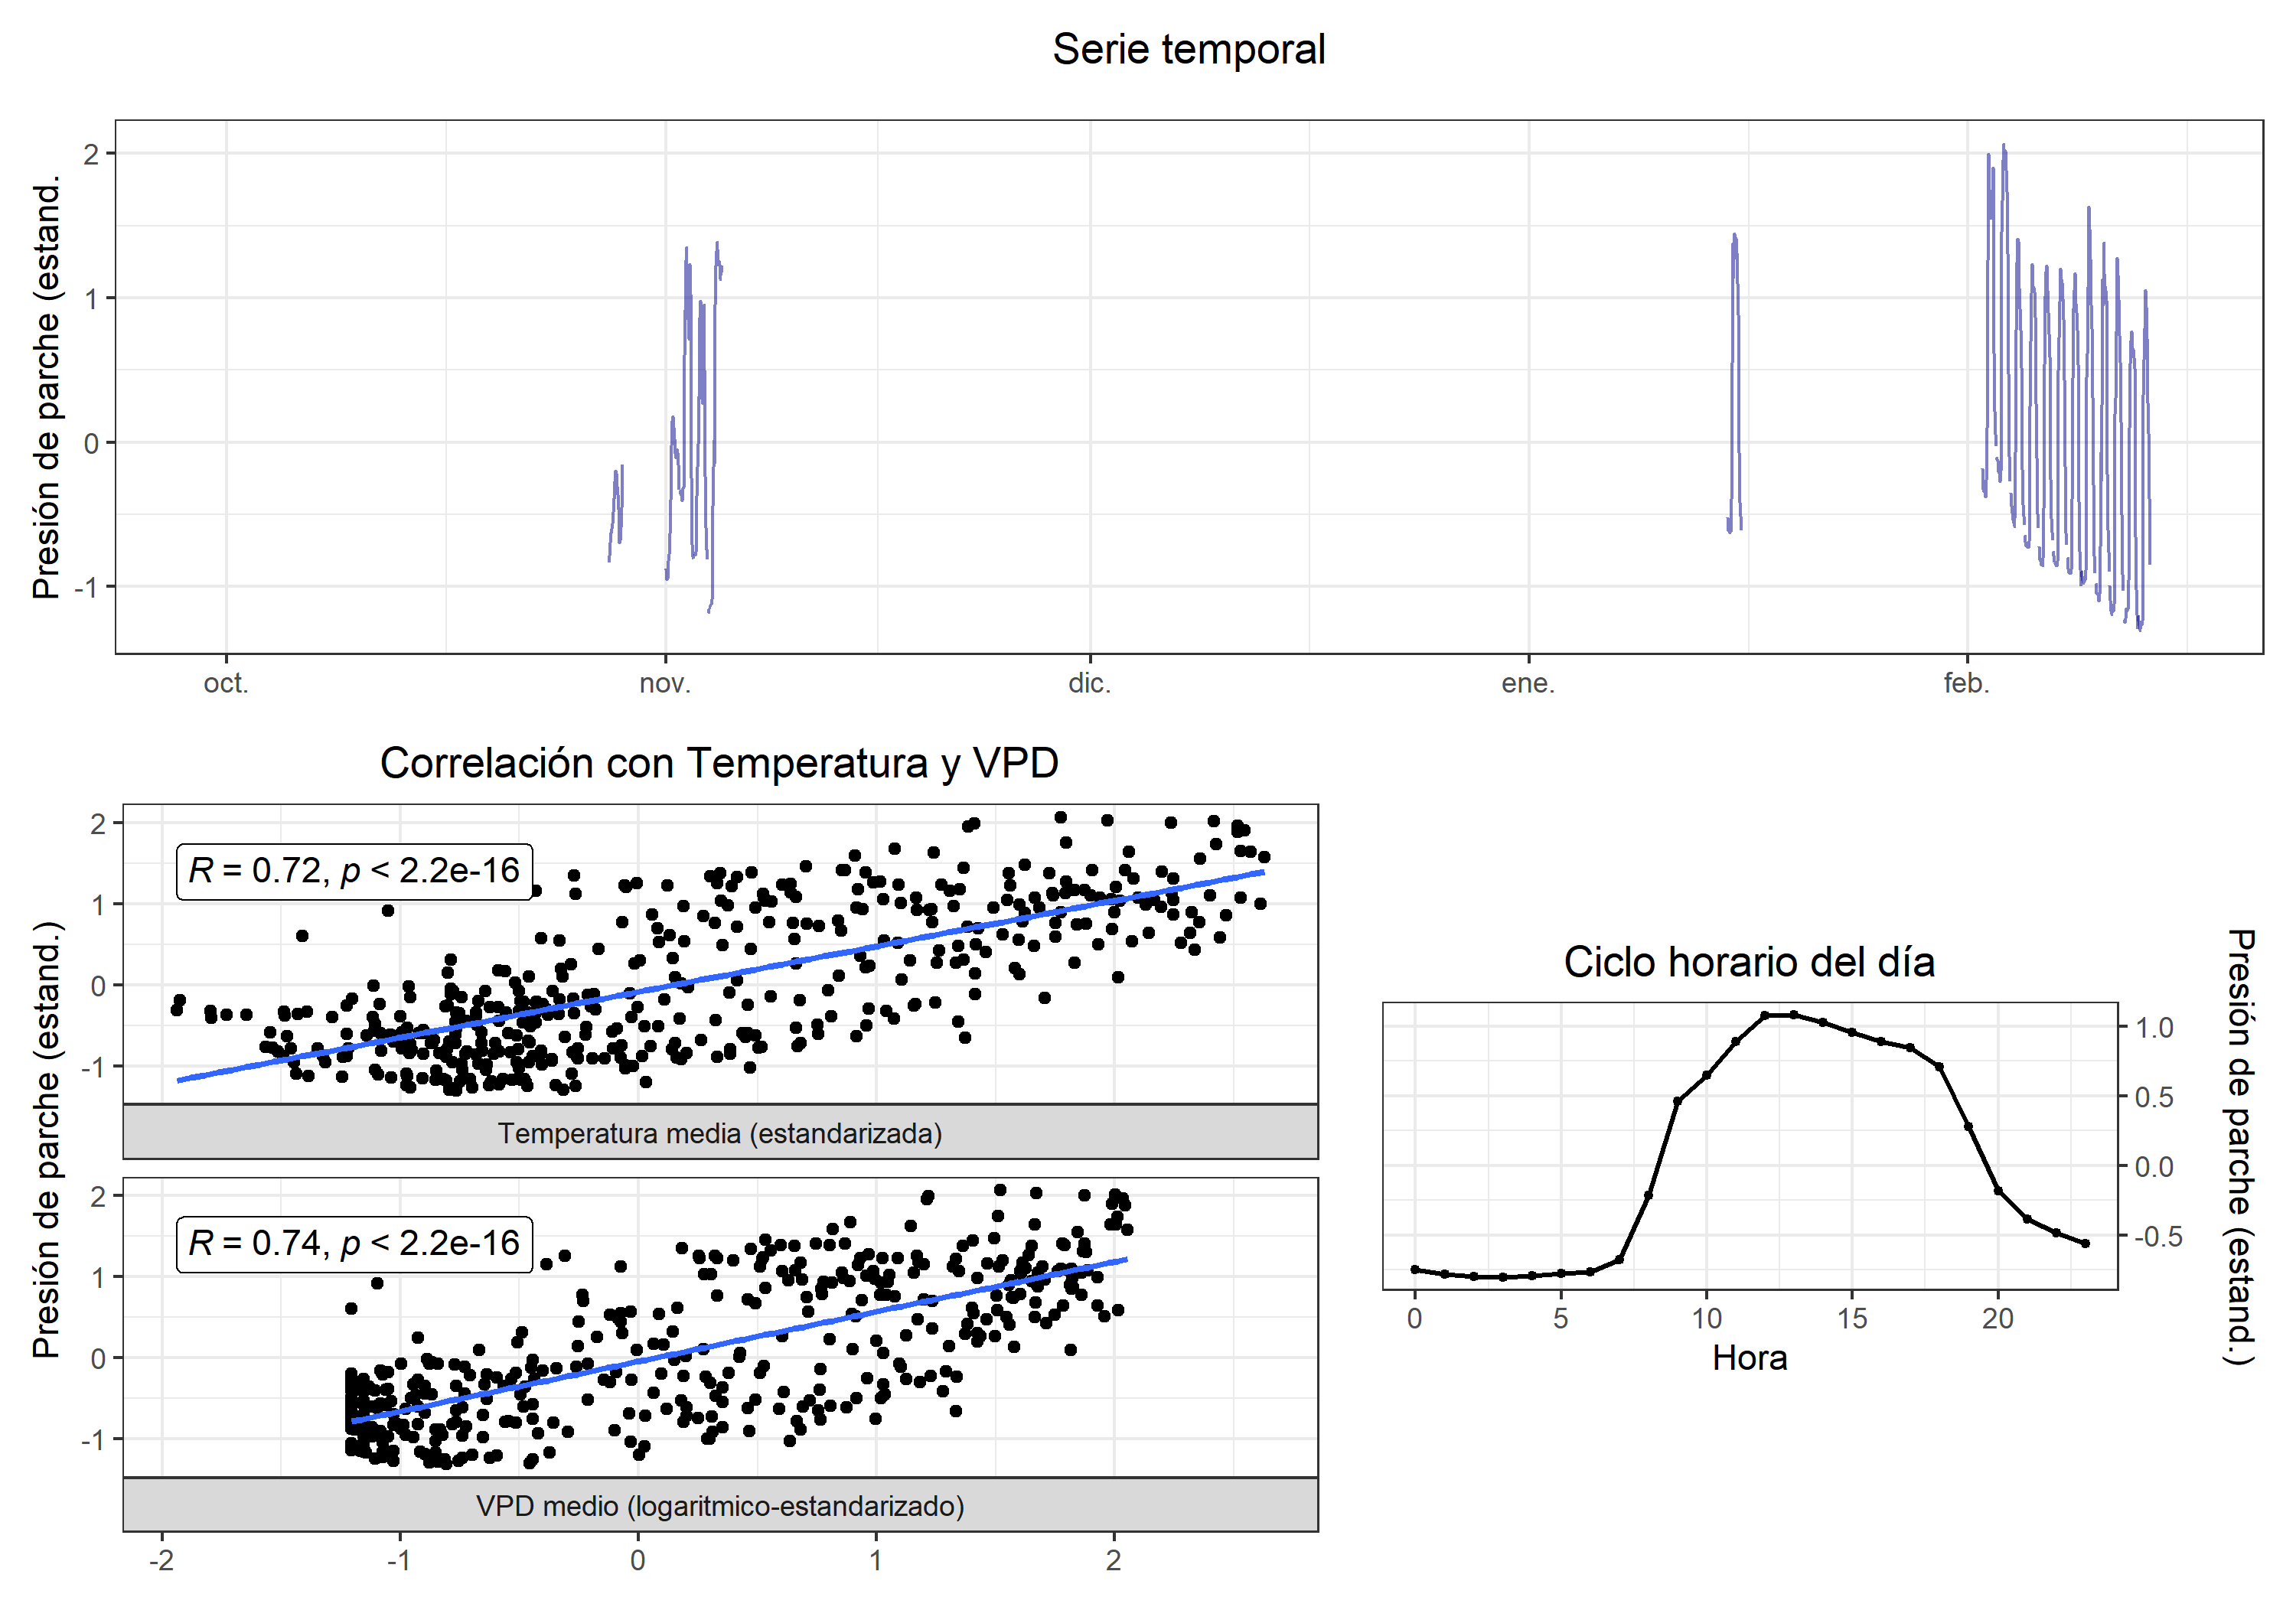 Serie temporal
Presión de parche (estand.
2
1
0
-1
oct.
nov.
dic.
ene.
feb.
Correlación con Temperatura y VPD
Presión de parche (estand.)
2
1
0
-1
R = 0.72, p < 2.2e-16
Temperatura media (estandarizada)
2
1
0
-1
R = 0.74, p < 2.2e-16
VPD medio (logaritmico-estandarizado)
-2
-1
0
1
2
Ciclo horario del día
1.0
0.5
0.0
-0.5
Presión de parche (estand.)
0
5
10
15
20
Hora